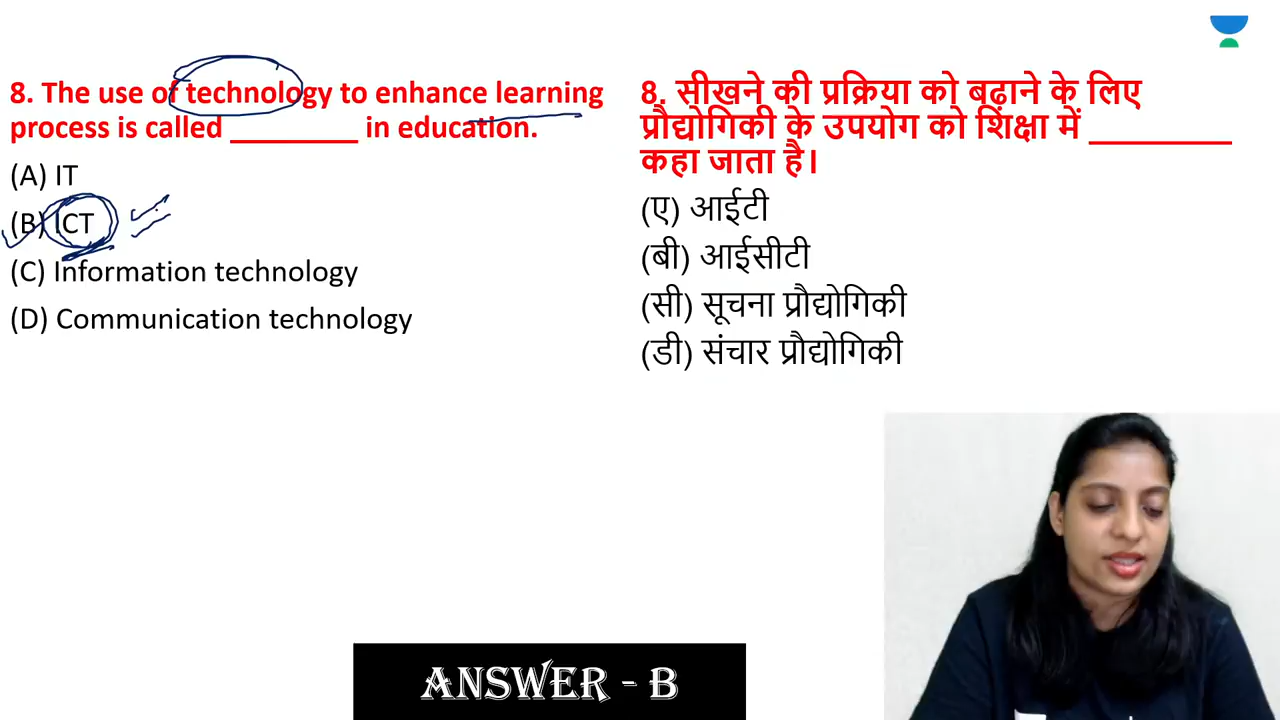 8. The use of technology to enhance learning
process is called _________ in education.
(A) IT
(B) ICT
(C) Information technology
(D) Communication technology
8. सीखने की प्रक्रिया को बढ़ाने के लिए
प्रौद्योगिकी के उपयोग को शिक्षा में __________
कहा जाता है।
(ए) आईटी
(बी) आईसीटी
(सी) सूचना प्रौद्योगिकी
(डी) संचार प्रौद्योगिकी
ANSWER - B